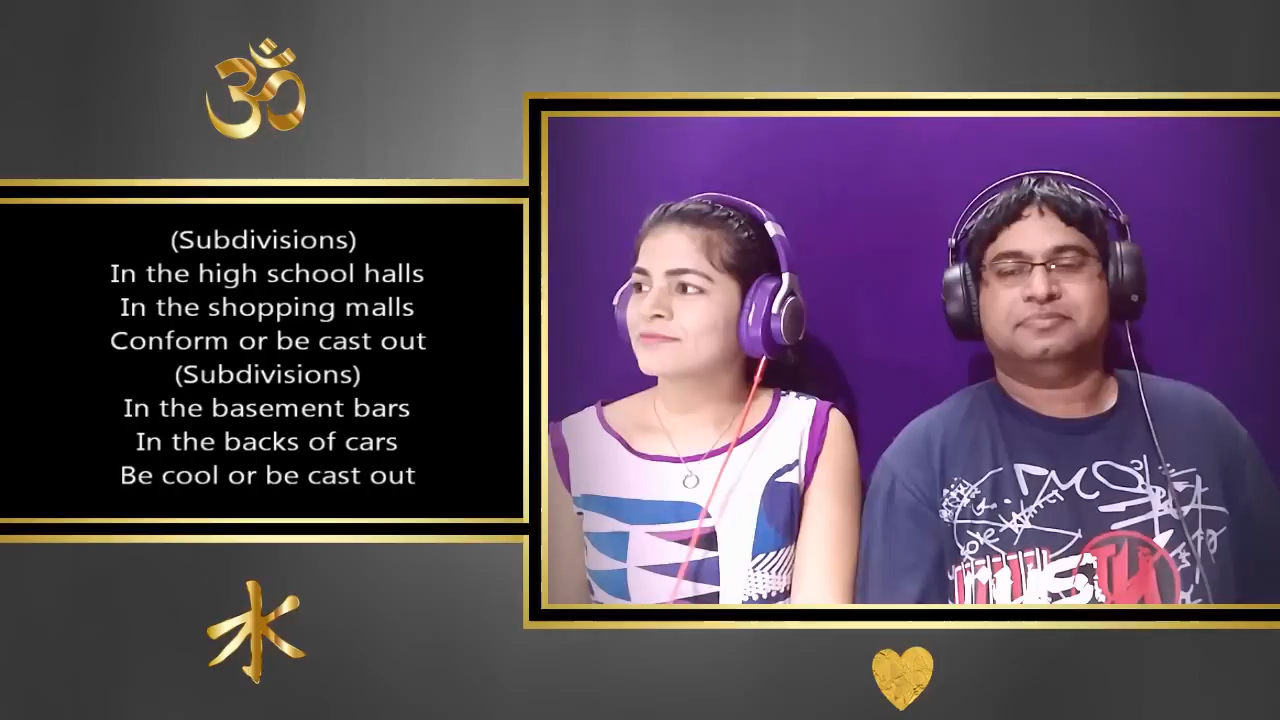 ॐ
(Subdivisions)
In the high school halls
In the shopping malls
Conform or be cast out
(Subdivisions)
In the basement bars
In the backs of cars
Be cool or be cast out
水